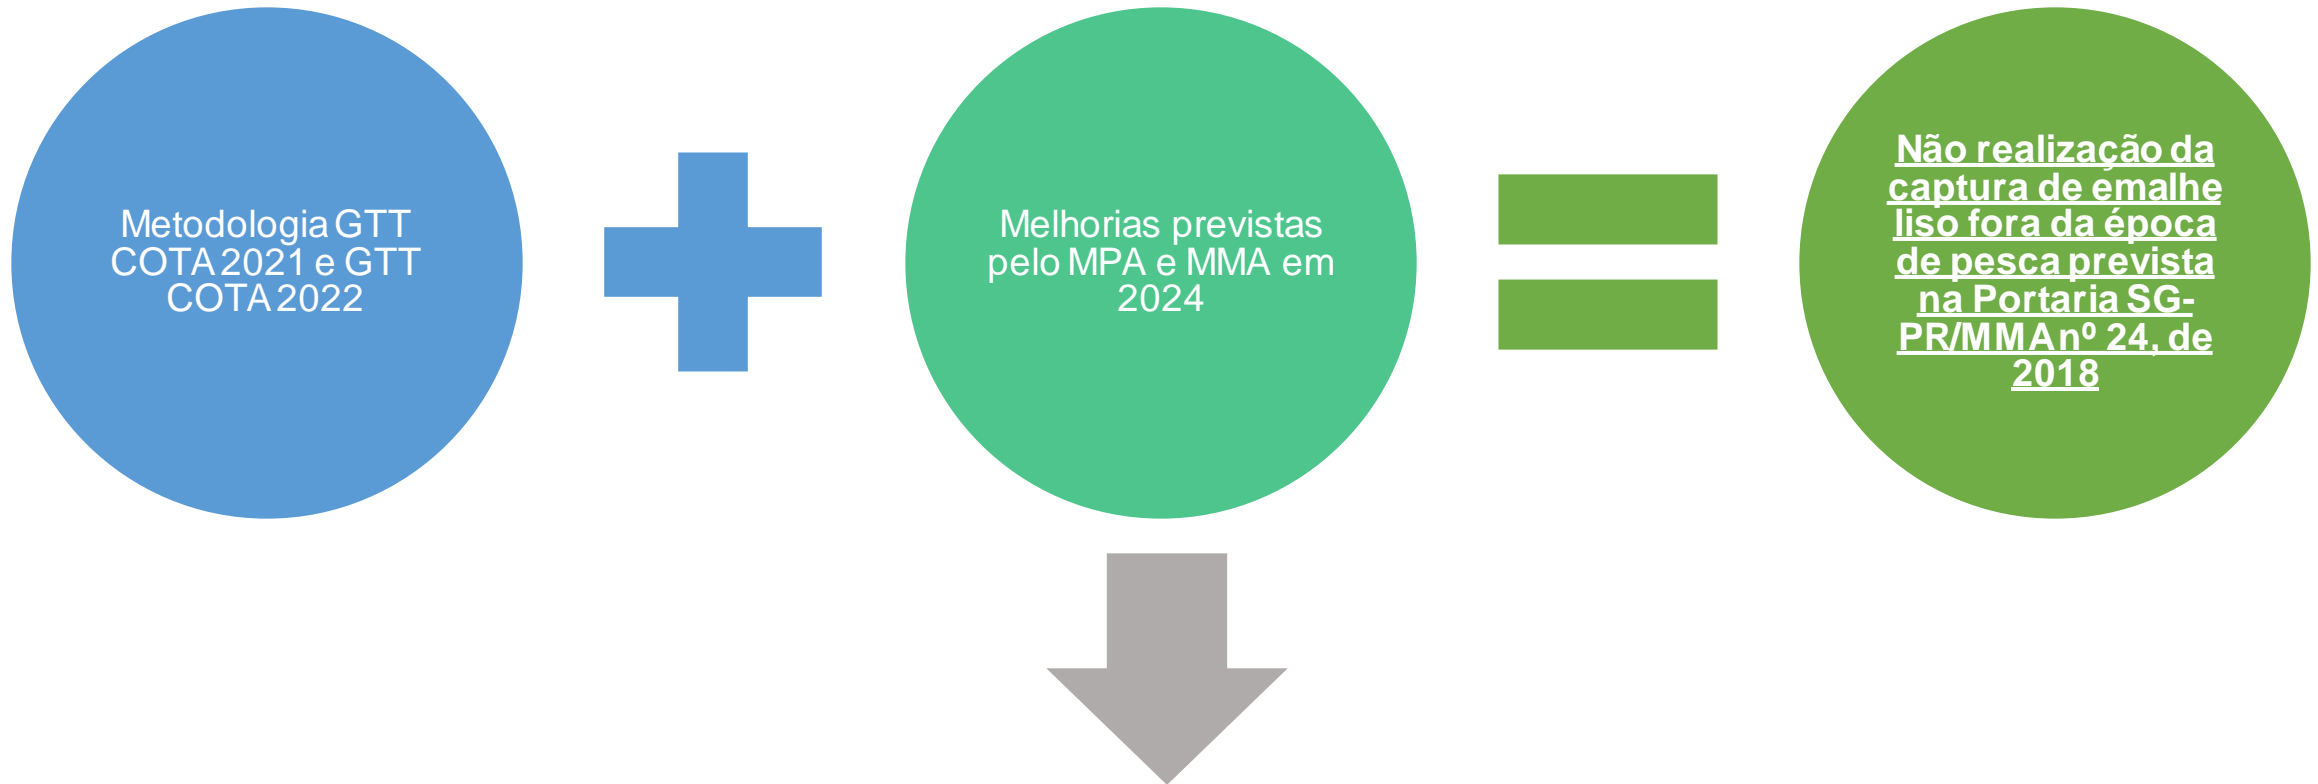 Metodologia GTT
COTA 2021 e GTT
COTA 2022
Melhorias previstas
pelo MPA e MMA em
2024
Não realização da
captura de emalhe
liso fora da época
de pesca prevista
na Portaria SG-
PR/MMA nº 24, de
2018